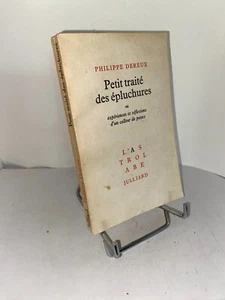 PHILIPPE DEREUX
Petit traité
des épluchures
ou
expériences et réflexions
d'un colleur de peaux
L'AS
TROL
ABE
JULLIARD